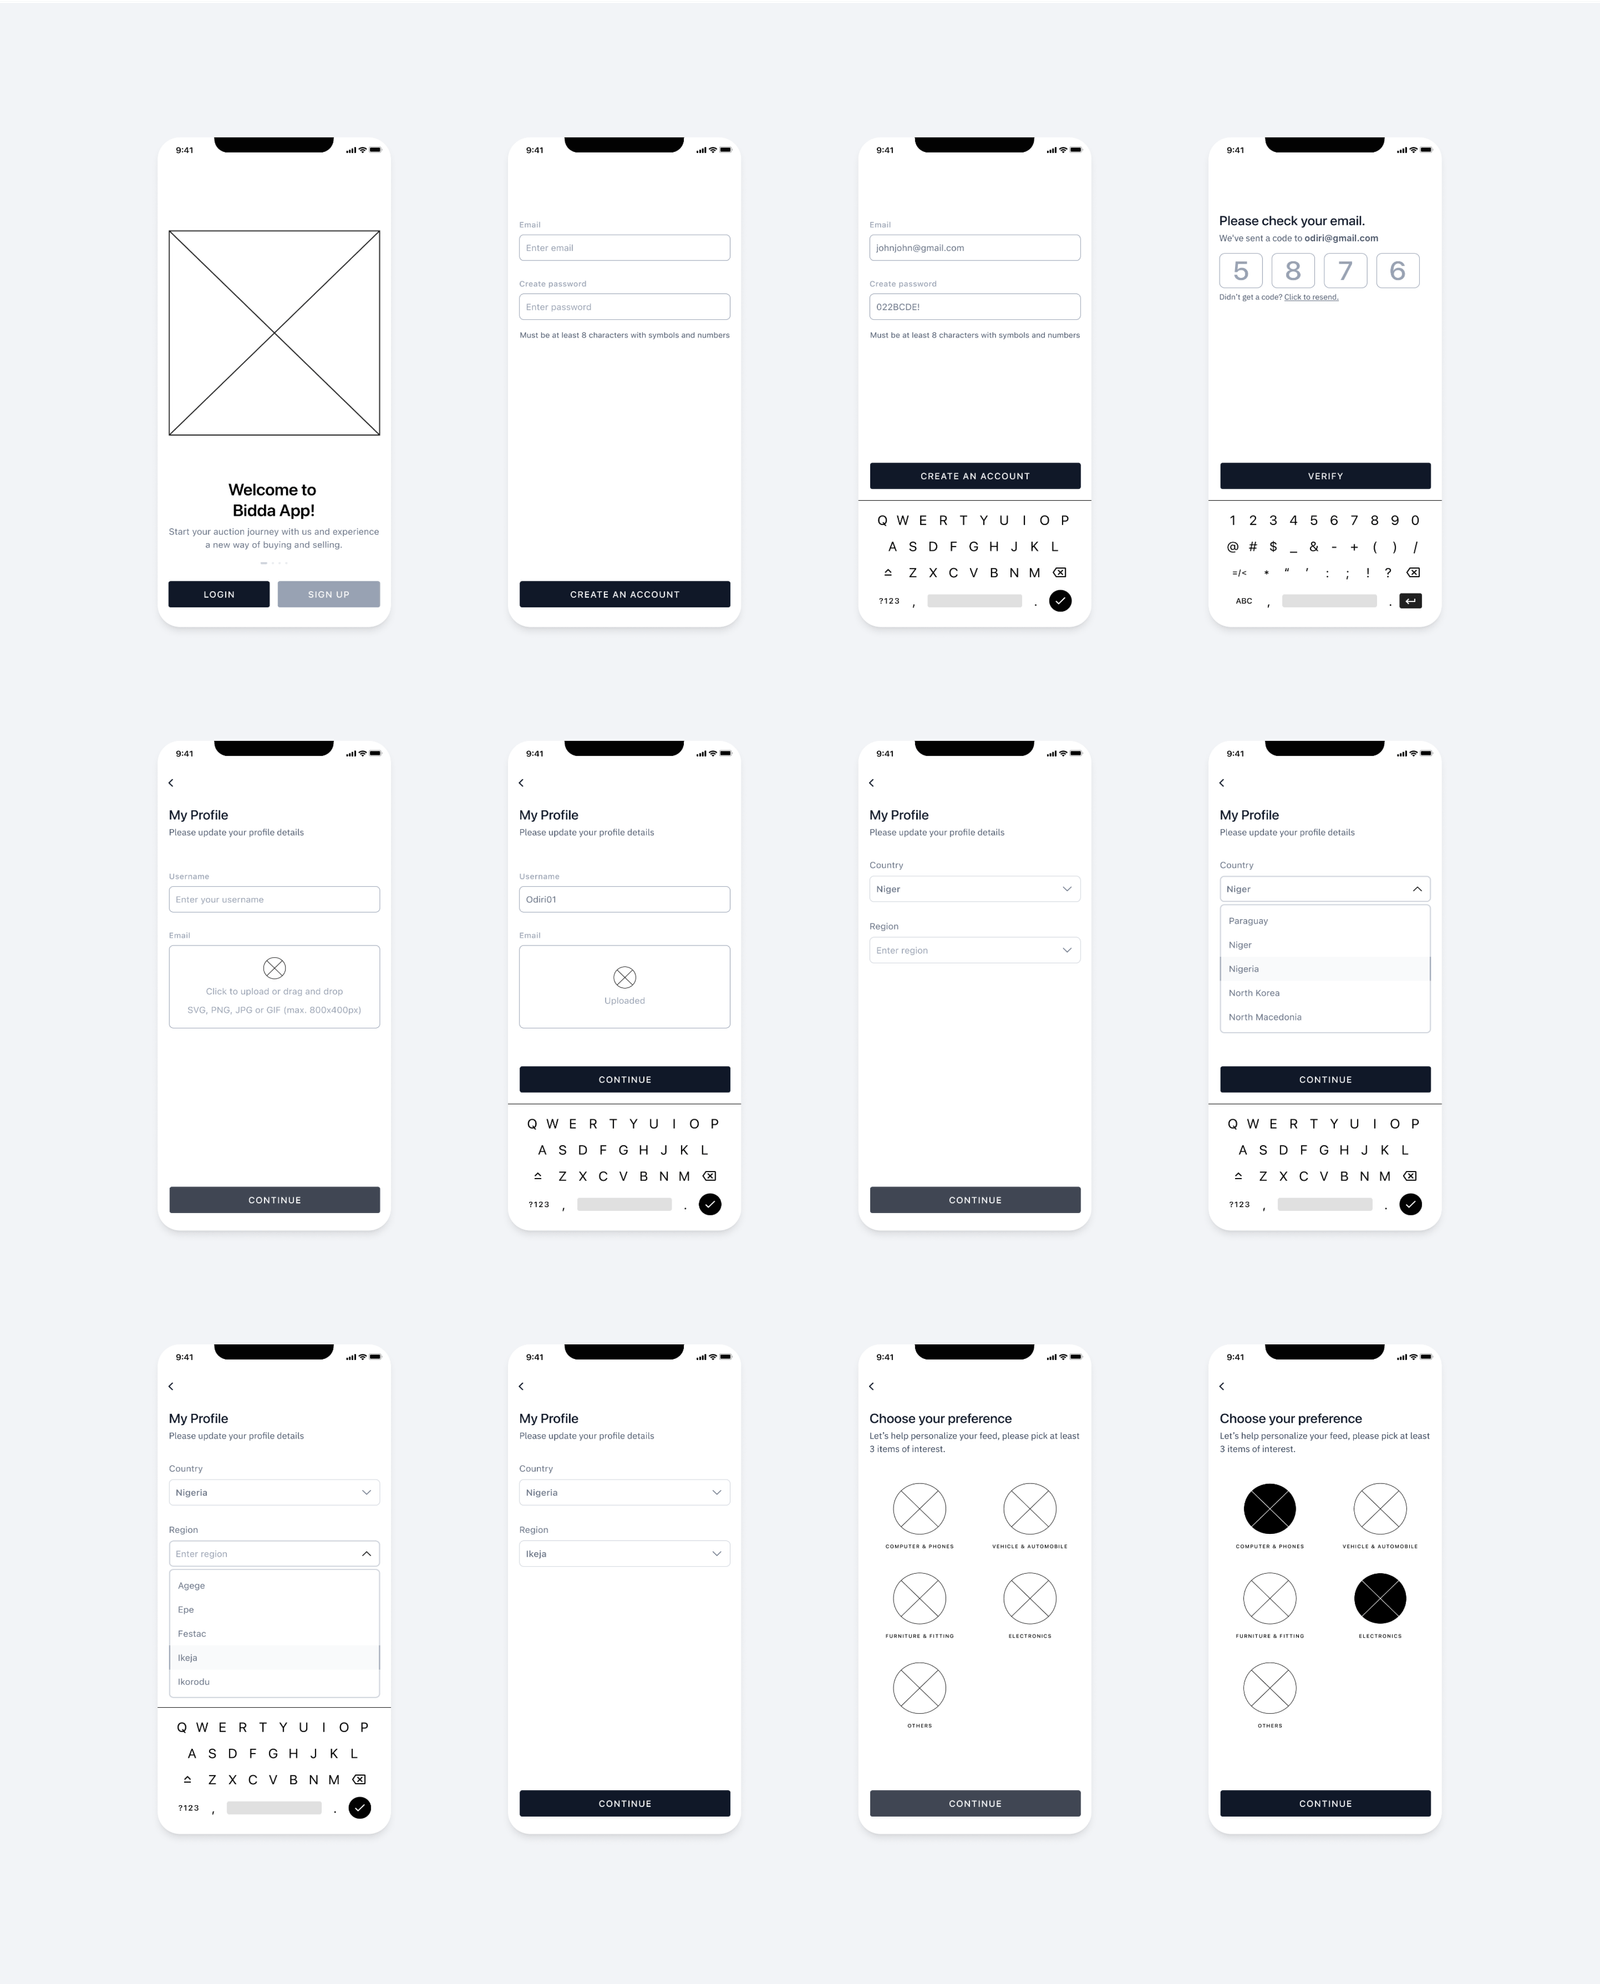 9:41
Welcome to
Bidda App!
Start your auction journey with us and experience
a new way of buying and selling.
LOGIN
SIGN UP
9:41
Email
Enter email
Create password
Enter password
Must be at least 8 characters with symbols and numbers
CREATE AN ACCOUNT
9:41
Email
johnjohn@gmail.com
Create password
022BCDE!
Must be at least 8 characters with symbols and numbers
CREATE AN ACCOUNT
Q W E R T Y U I O P
A S D F G H J K L
Z X C V B N M
?123 , .
9:41
Please check your email.
We've sent a code to odiri@gmail.com
5 8 7 6
Didn't get a code? Click to resend.
VERIFY
1 2 3 4 5 6 7 8 9 0
@ # $ _ & - + ( ) /
=/< * “ ′ : ; ! ?
ABC , .
9:41
My Profile
Please update your profile details
Username
Enter your username
Email
Click to upload or drag and drop
SVG, PNG, JPG or GIF (max. 800x400px)
CONTINUE
9:41
My Profile
Please update your profile details
Username
Odiri01
Email
Uploaded
CONTINUE
Q W E R T Y U I O P
A S D F G H J K L
Z X C V B N M
?123 , .
9:41
My Profile
Please update your profile details
Country
Niger
Region
Enter region
CONTINUE
9:41
My Profile
Please update your profile details
Country
Niger
Paraguay
Niger
Nigeria
North Korea
North Macedonia
CONTINUE
Q W E R T Y U I O P
A S D F G H J K L
Z X C V B N M
?123 , .
9:41
My Profile
Please update your profile details
Country
Nigeria
Region
Enter region
Agege
Epe
Festac
Ikeja
Ikorodu
Q W E R T Y U I O P
A S D F G H J K L
Z X C V B N M
?123 , .
9:41
My Profile
Please update your profile details
Country
Nigeria
Region
Ikeja
CONTINUE
9:41
Choose your preference
Let's help personalize your feed, please pick at least
3 items of interest.
COMPUTER & PHONES
VEHICLE & AUTOMOBILE
FURNITURE & FITTING
ELECTRONICS
OTHERS
CONTINUE
9:41
Choose your preference
Let's help personalize your feed, please pick at least
3 items of interest.
COMPUTER & PHONES
VEHICLE & AUTOMOBILE
FURNITURE & FITTING
ELECTRONICS
OTHERS
CONTINUE